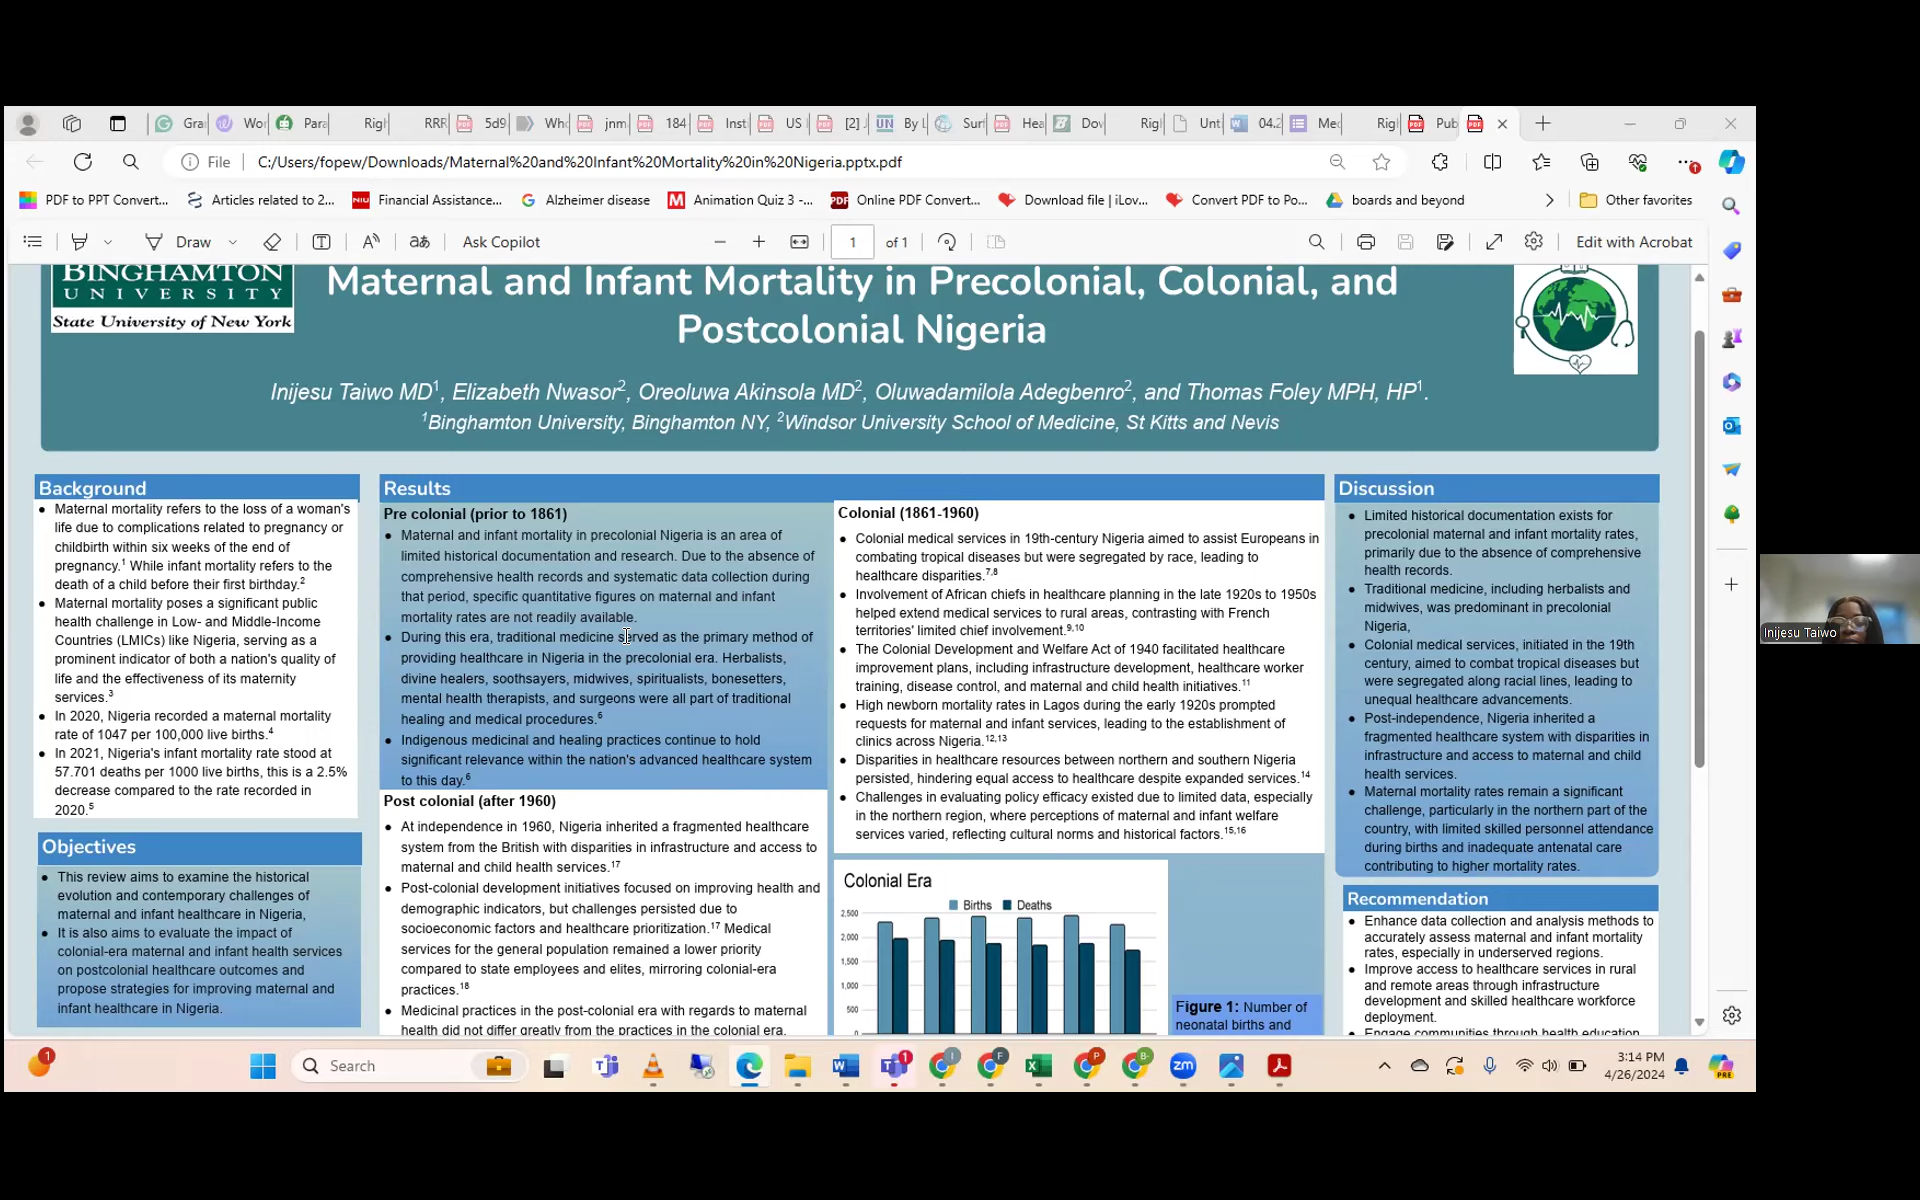 Gra
Wor
Para
Righ
RRR
5d9
Who
jnm
184
Inst
US
[2]
UN
By L
Sur
Hea
Dov
Righ
Unt
04.2
Mec
Righ
Pub
File
C:/Users/fopew/Downloads/Maternal%20and%20Infant%20Mortality%20in%20Nigeria.pptx.pdf
PDF to PPT Convert...
Articles related to 2...
NIU
Financial Assistance...
Alzheimer disease
M
Animation Quiz 3 -...
PDF
Online PDF Convert...
Download file | iLov...
Convert PDF to Po...
boards and beyond
Other favorites
Draw
Ask Copilot
1
of 1
Edit with Acrobat
BINGHAMTON
UNIVERSITY
State University of New York
Maternal and Infant Mortality in Precolonial, Colonial, and
Postcolonial Nigeria
Inijesu Taiwo MD1, Elizabeth Nwasor2, Oreoluwa Akinsola MD2, Oluwadamilola Adegbenro2, and Thomas Foley MPH, HP1.
1Binghamton University, Binghamton NY, 2Windsor University School of Medicine, St Kitts and Nevis
Background
● Maternal mortality refers to the loss of a woman's
life due to complications related to pregnancy or
childbirth within six weeks of the end of
pregnancy.1 While infant mortality refers to the
death of a child before their first birthday.2
● Maternal mortality poses a significant public
health challenge in Low- and Middle-Income
Countries (LMICs) like Nigeria, serving as a
prominent indicator of both a nation's quality of
life and the effectiveness of its maternity
services.3
● In 2020, Nigeria recorded a maternal mortality
rate of 1047 per 100,000 live births.4
● In 2021, Nigeria's infant mortality rate stood at
57.701 deaths per 1000 live births, this is a 2.5%
decrease compared to the rate recorded in
2020.5
Objectives
● This review aims to examine the historical
evolution and contemporary challenges of
maternal and infant healthcare in Nigeria,
● It is also aims to evaluate the impact of
colonial-era maternal and infant health services
on postcolonial healthcare outcomes and
propose strategies for improving maternal and
infant healthcare in Nigeria.
Results
Pre colonial (prior to 1861)
● Maternal and infant mortality in precolonial Nigeria is an area of
limited historical documentation and research. Due to the absence of
comprehensive health records and systematic data collection during
that period, specific quantitative figures on maternal and infant
mortality rates are not readily available.
● During this era, traditional medicine served as the primary method of
providing healthcare in Nigeria in the precolonial era. Herbalists,
divine healers, soothsayers, midwives, spiritualists, bonesetters,
mental health therapists, and surgeons were all part of traditional
healing and medical procedures.6
● Indigenous medicinal and healing practices continue to hold
significant relevance within the nation's advanced healthcare system
to this day.6
Post colonial (after 1960)
● At independence in 1960, Nigeria inherited a fragmented healthcare
system from the British with disparities in infrastructure and access to
maternal and child health services.17
● Post-colonial development initiatives focused on improving health and
demographic indicators, but challenges persisted due to
socioeconomic factors and healthcare prioritization.17 Medical
services for the general population remained a lower priority
compared to state employees and elites, mirroring colonial-era
practices.18
● Medicinal practices in the post-colonial era with regards to maternal
health did not differ greatly from the practices in the colonial era.
Colonial (1861-1960)
● Colonial medical services in 19th-century Nigeria aimed to assist Europeans in
combating tropical diseases but were segregated by race, leading to
healthcare disparities.7,8
● Involvement of African chiefs in healthcare planning in the late 1920s to 1950s
helped extend medical services to rural areas, contrasting with French
territories' limited chief involvement.9,10
● The Colonial Development and Welfare Act of 1940 facilitated healthcare
improvement plans, including infrastructure development, healthcare worker
training, disease control, and maternal and child health initiatives.11
● High newborn mortality rates in Lagos during the early 1920s prompted
requests for maternal and infant services, leading to the establishment of
clinics across Nigeria.12,13
● Disparities in healthcare resources between northern and southern Nigeria
persisted, hindering equal access to healthcare despite expanded services.14
● Challenges in evaluating policy efficacy existed due to limited data, especially
in the northern region, where perceptions of maternal and infant welfare
services varied, reflecting cultural norms and historical factors.15,16
Colonial Era
Births Deaths
2,500
2,000
1,500
1,000
500
0
Figure 1: Number of
neonatal births and
Discussion
● Limited historical documentation exists for
precolonial maternal and infant mortality rates,
primarily due to the absence of comprehensive
health records.
● Traditional medicine, including herbalists and
midwives, was predominant in precolonial
Nigeria,
● Colonial medical services, initiated in the 19th
century, aimed to combat tropical diseases but
were segregated along racial lines, leading to
unequal healthcare advancements.
● Post-independence, Nigeria inherited a
fragmented healthcare system with disparities in
infrastructure and access to maternal and child
health services.
● Maternal mortality rates remain a significant
challenge, particularly in the northern part of the
country, with limited skilled personnel attendance
during births and inadequate antenatal care
contributing to higher mortality rates.
Recommendation
● Enhance data collection and analysis methods to
accurately assess maternal and infant mortality
rates, especially in underserved regions.
● Improve access to healthcare services in rural
and remote areas through infrastructure
development and skilled healthcare workforce
deployment.
● Engage communities through health education
Inijesu Taiwo
1
Search
1
zm
3:14 PM
4/26/2024
PRE